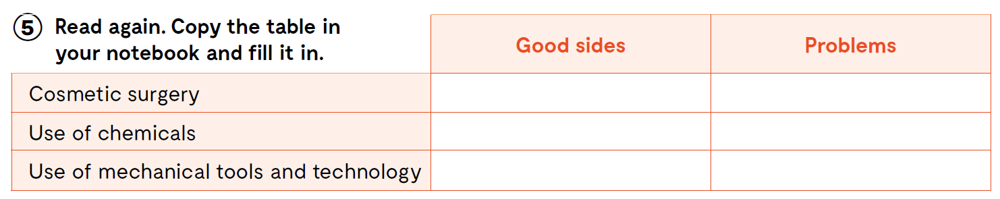 5 Read again. Copy the table in
your notebook and fill it in.
Good sides
Problems
Cosmetic surgery
Use of chemicals
Use of mechanical tools and technology